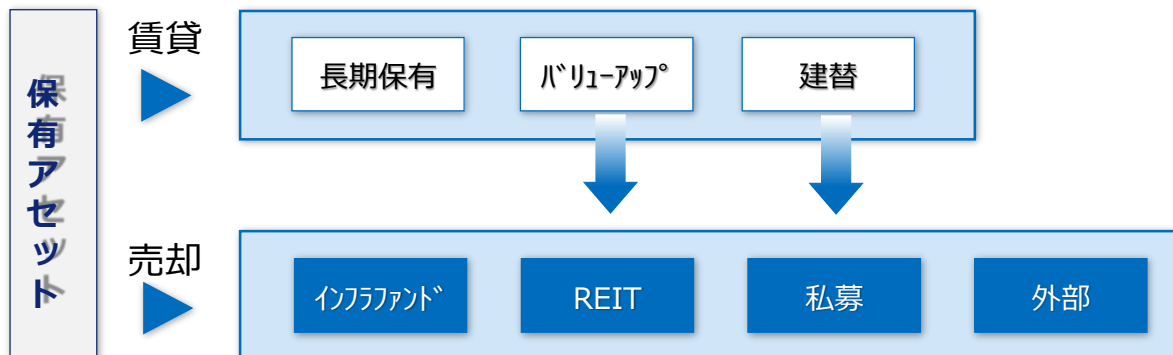 保有アセット
賃貸
長期保有
ﾊﾞﾘｭｰｱｯﾌﾟ
建替
売却
ｲﾝﾌﾗﾌｧﾝﾄﾞ
REIT
私募
外部